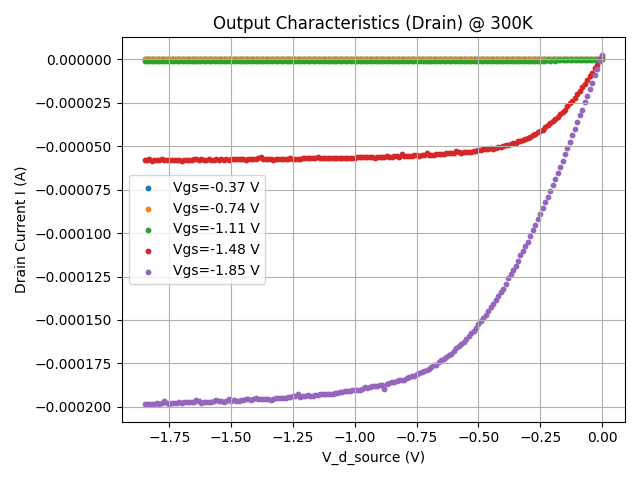 Output Characteristics (Drain) @ 300K
0.000000
−0.000025
−0.000050
−0.000075
−0.000100
−0.000125
−0.000150
−0.000175
−0.000200
Drain Current I (A)
Vgs=-0.37 V
Vgs=-0.74 V
Vgs=-1.11 V
Vgs=-1.48 V
Vgs=-1.85 V
−1.75 −1.50 −1.25 −1.00 −0.75 −0.50 −0.25 0.00
V_d_source (V)